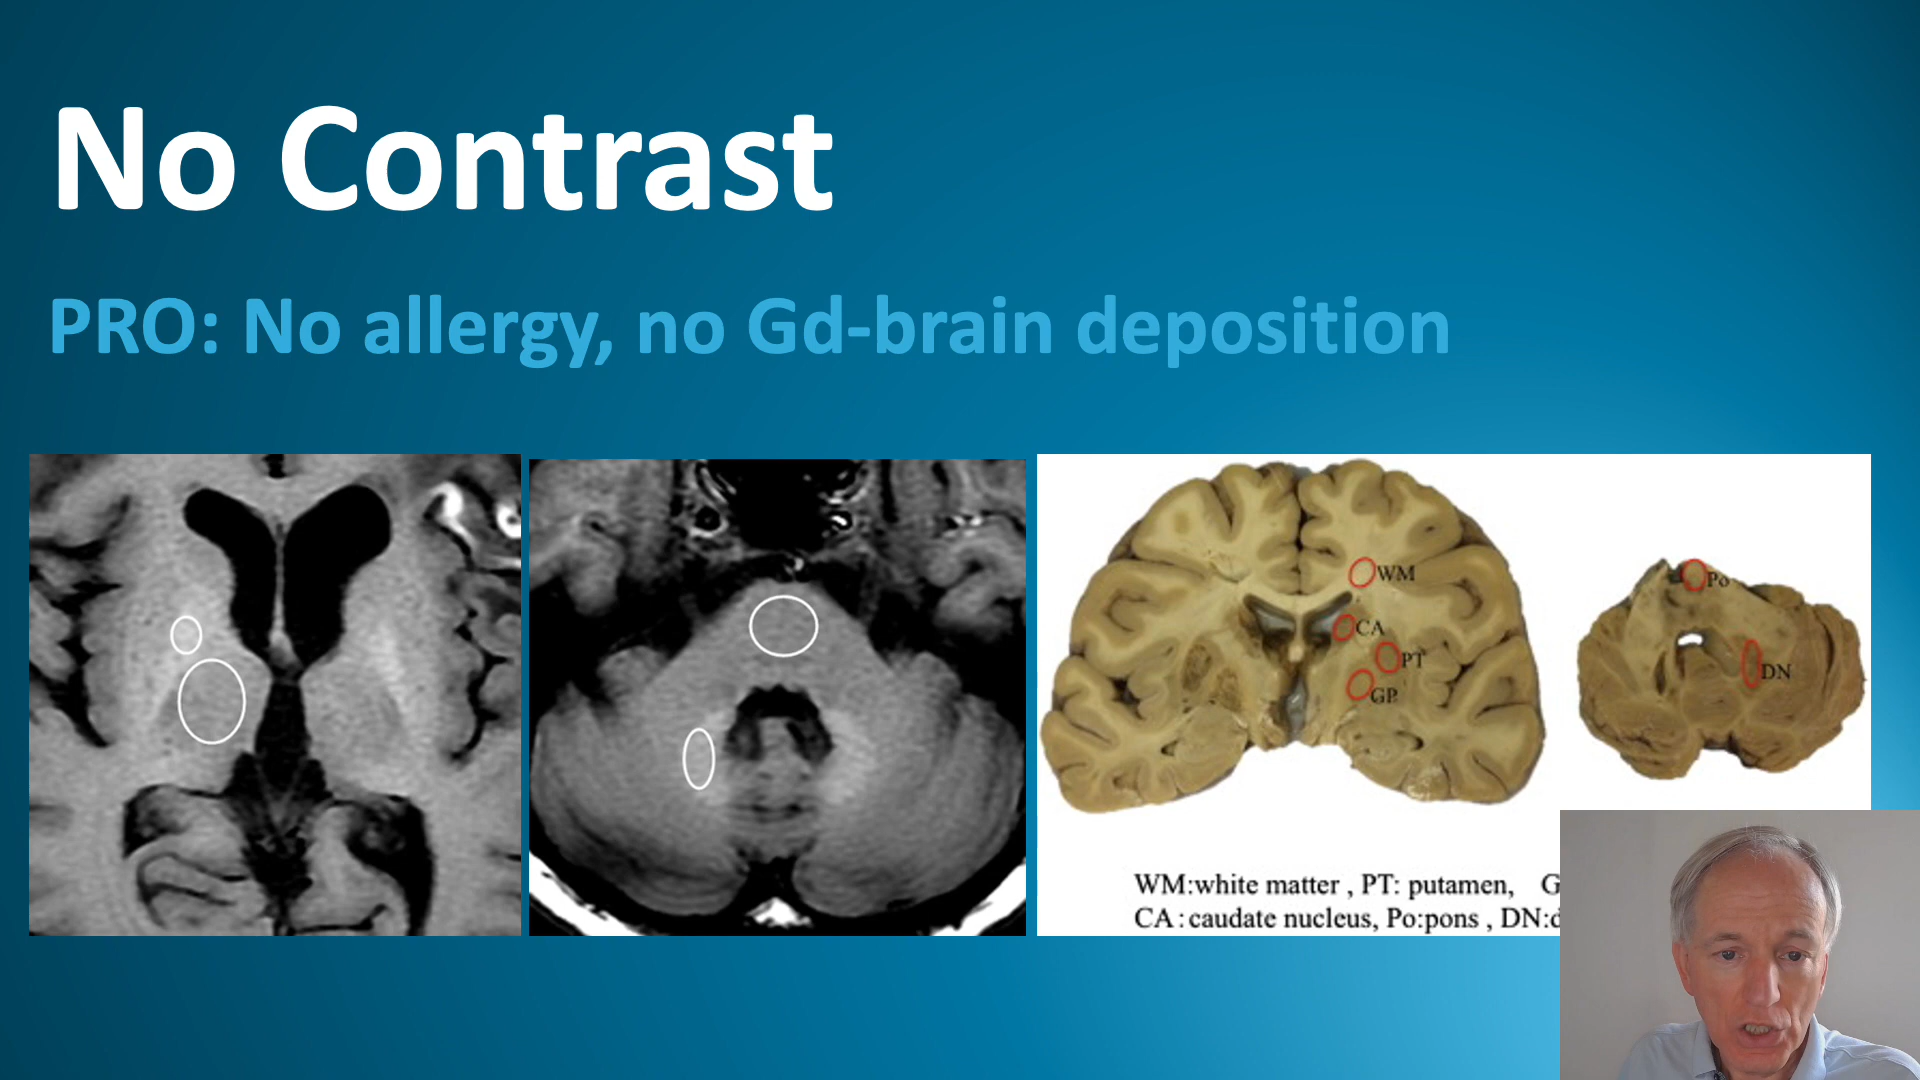 No Contrast
PRO: No allergy, no Gd-brain deposition
WM
CA
PT
GP
Po
DN
WM:white matter , PT: putamen, G
CA : caudate nucleus, Po:pons , DN:d